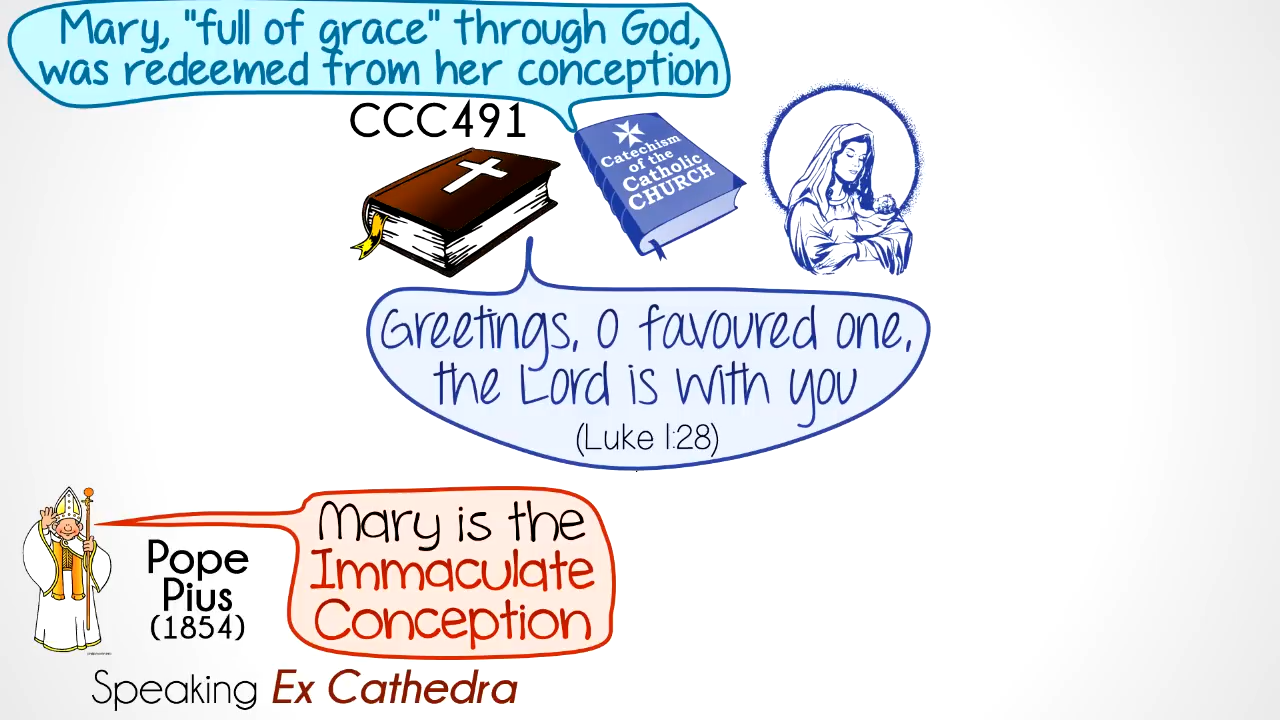 Mary, "full of grace" through God,
was redeemed from her conception
CCC491
Catechism
of the
Catholic
CHURCH
Greetings, O favoured one,
the Lord is with you
(Luke 1:28)
Mary is the
Immaculate
Conception
Pope
Pius
(1854)
Speaking Ex Cathedra